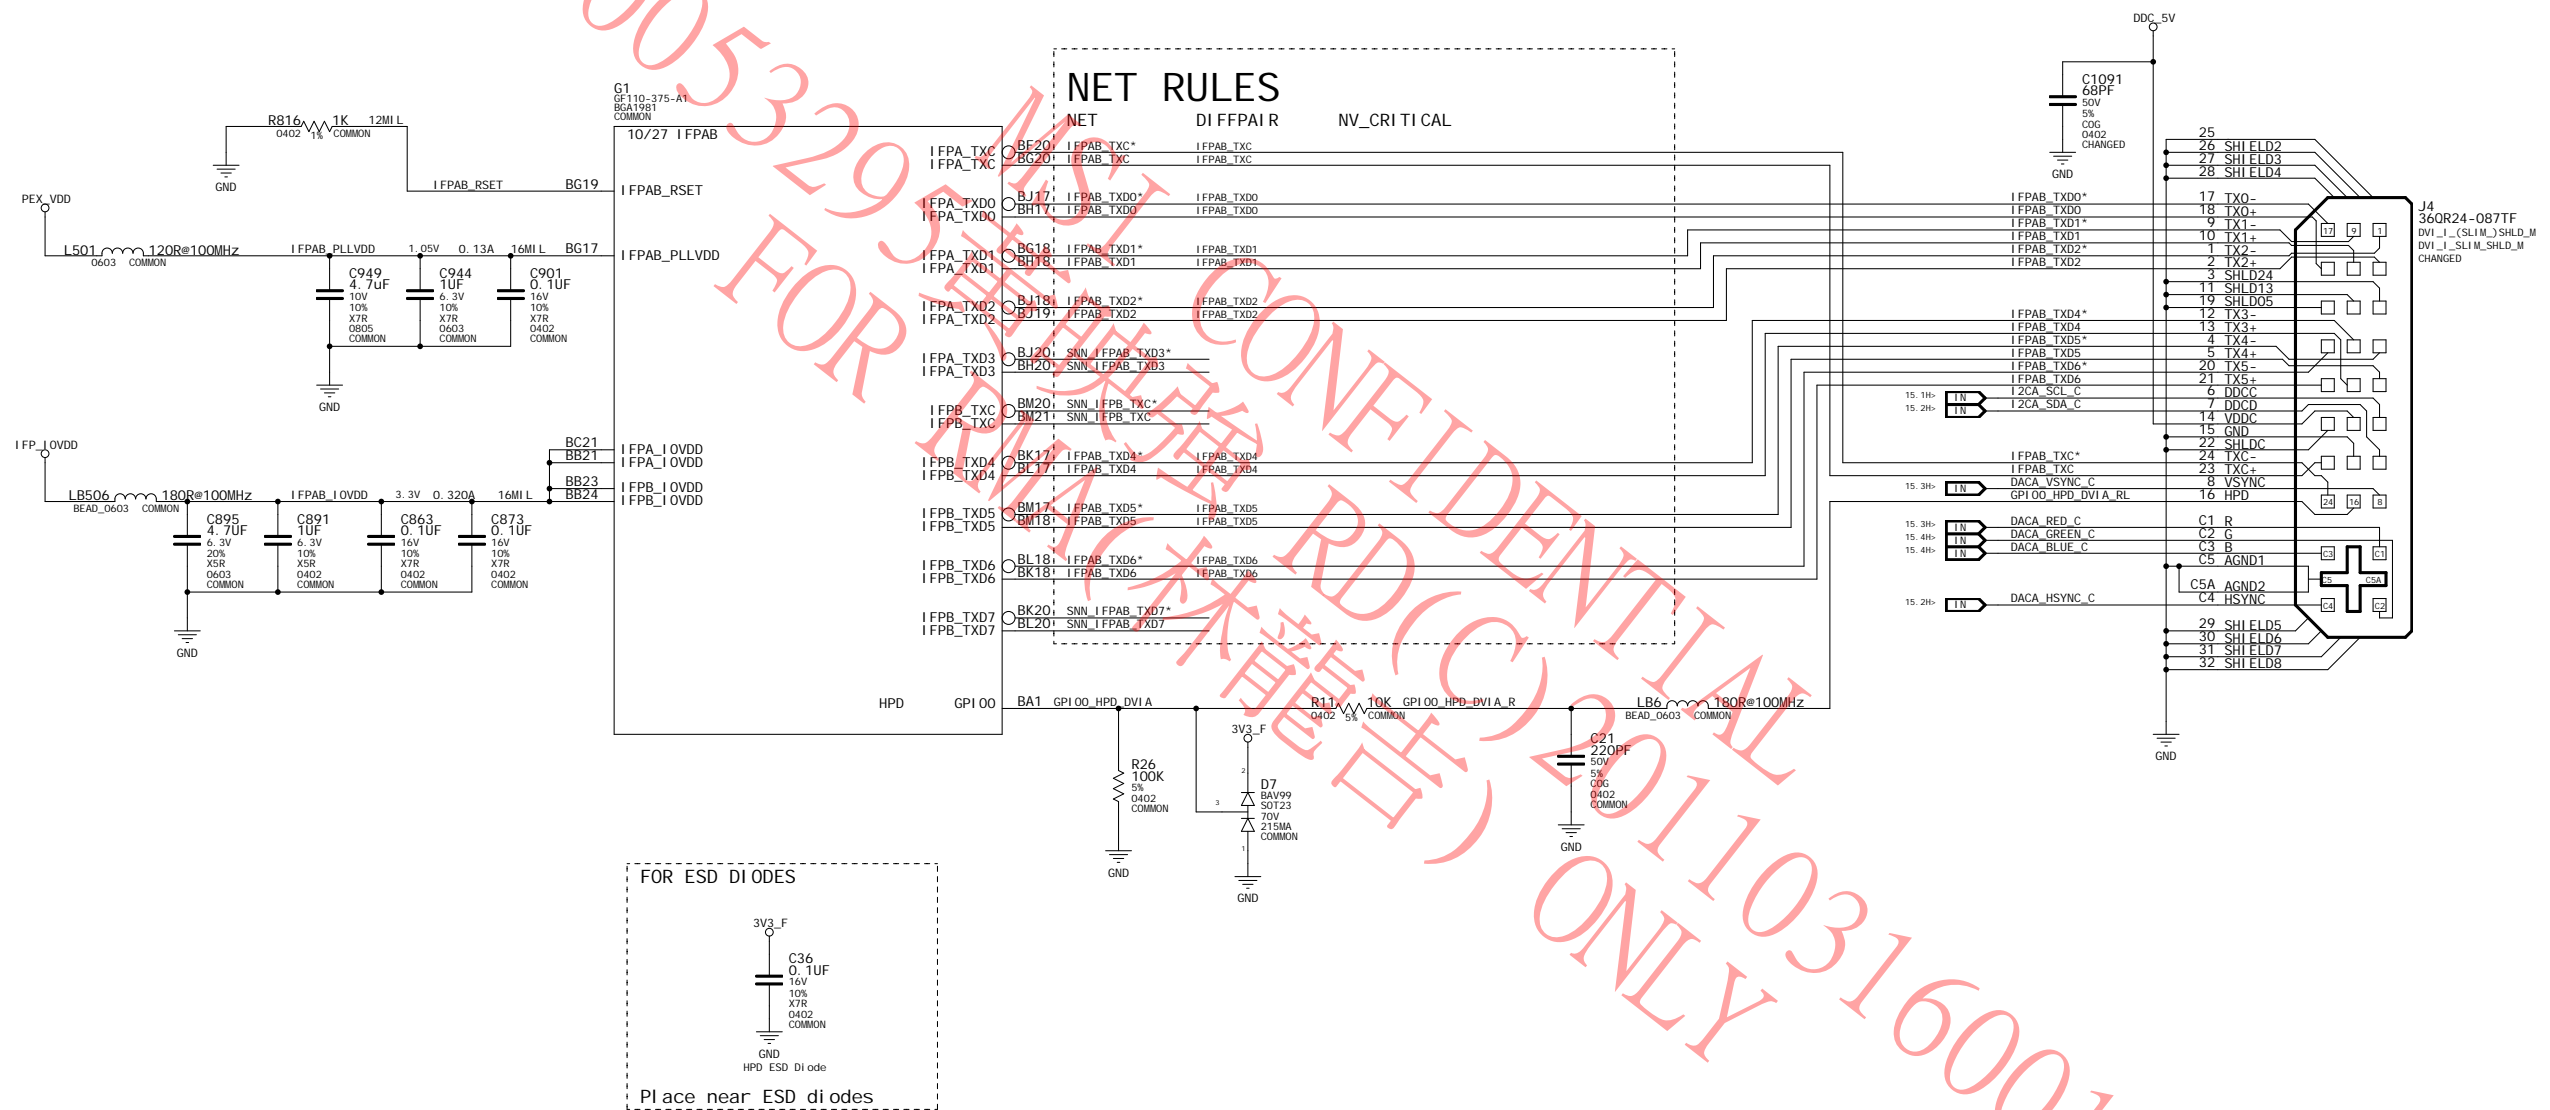 G1
GF110-375-A1
BGA1981
COMMON
10/27 IFPAB
R816 1K 12MIL
0402 1% COMMON
GND
IFPAB_RSET BG19 IFPAB_RSET
PEX_VDD
L501 120R@100MHz IFPAB_PLLVDD 1.05V 0.13A 16MIL BG17 IFPAB_PLLVDD
0603 COMMON
C949
4.7uF
10V
10%
X7R
0805
COMMON
C944
1UF
6.3V
10%
X7R
0603
COMMON
C901
0.1UF
16V
10%
X7R
0402
COMMON
GND
IFP_IOVDD
BC21 IFPA_IOVDD
BB21 IFPA_IOVDD
BB23 IFPB_IOVDD
BB24 IFPB_IOVDD
LB506 180R@100MHz IFPAB_IOVDD 3.3V 0.320A 16MIL
BEAD_0603 COMMON
C895
4.7UF
6.3V
20%
X5R
0603
COMMON
C891
1UF
6.3V
10%
X5R
0402
COMMON
C863
0.1UF
16V
10%
X7R
0402
COMMON
C873
0.1UF
16V
10%
X7R
0402
COMMON
GND
NET RULES
NET DIFFPAIR NV_CRITICAL
IFPA_TXC BF20 IFPAB_TXC* IFPAB_TXC
IFPA_TXC BG20 IFPAB_TXC IFPAB_TXC
IFPA_TXD0 BJ17 IFPAB_TXD0* IFPAB_TXD0
IFPA_TXD0 BH17 IFPAB_TXD0 IFPAB_TXD0
IFPA_TXD1 BG18 IFPAB_TXD1* IFPAB_TXD1
IFPA_TXD1 BH18 IFPAB_TXD1 IFPAB_TXD1
IFPA_TXD2 BJ18 IFPAB_TXD2* IFPAB_TXD2
IFPA_TXD2 BJ19 IFPAB_TXD2 IFPAB_TXD2
IFPA_TXD3 BJ20 SNN_IFPAB_TXD3*
IFPA_TXD3 BH20 SNN_IFPAB_TXD3
IFPB_TXC BM20 SNN_IFPB_TXC*
IFPB_TXC BM21 SNN_IFPB_TXC
IFPB_TXD4 BK17 IFPAB_TXD4* IFPAB_TXD4
IFPB_TXD4 BL17 IFPAB_TXD4 IFPAB_TXD4
IFPB_TXD5 BM17 IFPAB_TXD5* IFPAB_TXD5
IFPB_TXD5 BM18 IFPAB_TXD5 IFPAB_TXD5
IFPB_TXD6 BL18 IFPAB_TXD6* IFPAB_TXD6
IFPB_TXD6 BK18 IFPAB_TXD6 IFPAB_TXD6
IFPB_TXD7 BK20 SNN_IFPAB_TXD7*
IFPB_TXD7 BL20 SNN_IFPAB_TXD7
HPD GPIO0 BA1 GPIO0_HPD_DVIA R11 10K GPIO0_HPD_DVIA_R LB6 180R@100MHz
0402 5% COMMON
BEAD_0603 COMMON
R26
100K
5%
0402
COMMON
GND
3V3_F
2
3
1
D7
BAV99
SOT23
70V
215MA
COMMON
GND
C21
220PF
50V
5%
COG
0402
COMMON
GND
DDC_5V
C1091
68PF
50V
5%
COG
0402
CHANGED
GND
25
26 SHIELD2
27 SHIELD3
28 SHIELD4
IFPAB_TXD0* 17 TX0-
IFPAB_TXD0 18 TX0+
IFPAB_TXD1* 9 TX1-
IFPAB_TXD1 10 TX1+
IFPAB_TXD2* 1 TX2-
IFPAB_TXD2 2 TX2+
3 SHLD24
11 SHLD13
19 SHLD05
IFPAB_TXD4* 12 TX3-
IFPAB_TXD4 13 TX3+
IFPAB_TXD5* 4 TX4-
IFPAB_TXD5 5 TX4+
IFPAB_TXD6* 20 TX5-
IFPAB_TXD6 21 TX5+
15.1H> IN I2CA_SCL_C 6 DDCC
15.2H> IN I2CA_SDA_C 7 DDCD
14 VDDC
15 GND
22 SHLDC
IFPAB_TXC* 24 TXC-
IFPAB_TXC 23 TXC+
15.3H> IN DACA_VSYNC_C 8 VSYNC
GPIO0_HPD_DVIA_RL 16 HPD
15.3H> IN DACA_RED_C C1 R
15.4H> IN DACA_GREEN_C C2 G
15.4H> IN DACA_BLUE_C C3 B
C5 AGND1
C5A AGND2
15.2H> IN DACA_HSYNC_C C4 HSYNC
29 SHIELD5
30 SHIELD6
31 SHIELD7
32 SHIELD8
GND
J4
36QR24-087TF
DVI_I_(SLIM_)SHLD_M
DVI_I_SLIM_SHLD_M
CHANGED
17 9 1
24 16 8
C3 C1
C5 C5A
C4 C2
FOR ESD DIODES
3V3_F
C36
0.1UF
16V
10%
X7R
0402
COMMON
GND
HPD ESD Diode
Place near ESD diodes
MSI CONFIDENTIAL
FOR RMA(林龍吉) ONLY